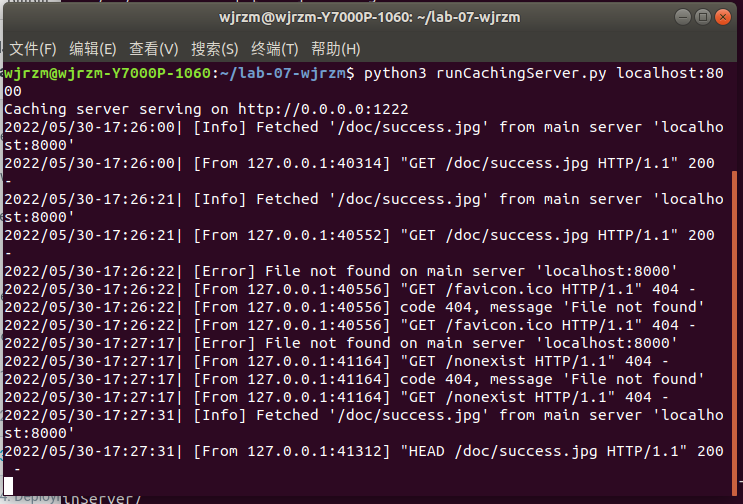 wjrzm@wjrzm-Y7000P-1060: ~/lab-07-wjrzm
文件(F) 编辑(E) 查看(V) 搜索(S) 终端(T) 帮助(H)
wjrzm@wjrzm-Y7000P-1060:~/lab-07-wjrzm$ python3 runCachingServer.py localhost:80
00
Caching server serving on http://0.0.0.0:1222
2022/05/30-17:26:00| [Info] Fetched '/doc/success.jpg' from main server 'localho
st:8000'
2022/05/30-17:26:00| [From 127.0.0.1:40314] "GET /doc/success.jpg HTTP/1.1" 200
-
2022/05/30-17:26:21| [Info] Fetched '/doc/success.jpg' from main server 'localho
st:8000'
2022/05/30-17:26:21| [From 127.0.0.1:40552] "GET /doc/success.jpg HTTP/1.1" 200
-
2022/05/30-17:26:22| [Error] File not found on main server 'localhost:8000'
2022/05/30-17:26:22| [From 127.0.0.1:40556] "GET /favicon.ico HTTP/1.1" 404 -
2022/05/30-17:26:22| [From 127.0.0.1:40556] code 404, message 'File not found'
2022/05/30-17:26:22| [From 127.0.0.1:40556] "GET /favicon.ico HTTP/1.1" 404 -
2022/05/30-17:27:17| [Error] File not found on main server 'localhost:8000'
2022/05/30-17:27:17| [From 127.0.0.1:41164] "GET /nonexist HTTP/1.1" 404 -
2022/05/30-17:27:17| [From 127.0.0.1:41164] code 404, message 'File not found'
2022/05/30-17:27:17| [From 127.0.0.1:41164] "GET /nonexist HTTP/1.1" 404 -
2022/05/30-17:27:31| [Info] Fetched '/doc/success.jpg' from main server 'localho
st:8000'
2022/05/30-17:27:31| [From 127.0.0.1:41312] "HEAD /doc/success.jpg HTTP/1.1" 200
-